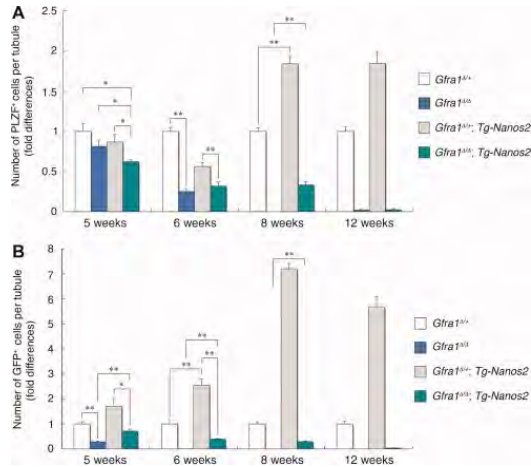 A
Number of PLZF⁺ cells per tubule
(fold differences)
2.5
2
1.5
1
0.5
0
*
*
*
**
**
**
**
5 weeks
6 weeks
8 weeks
12 weeks
Gfra1Δ/+
Gfra1Δ/Δ
Gfra1Δ/+; Tg-Nanos2
Gfra1Δ/Δ; Tg-Nanos2
B
Number of GFP⁺ cells per tubule
(fold differences)
8
7
6
5
4
3
2
1
0
**
**
*
**
**
**
**
5 weeks
6 weeks
8 weeks
12 weeks
Gfra1Δ/+
Gfra1Δ/Δ
Gfra1Δ/+; Tg-Nanos2
Gfra1Δ/Δ; Tg-Nanos2